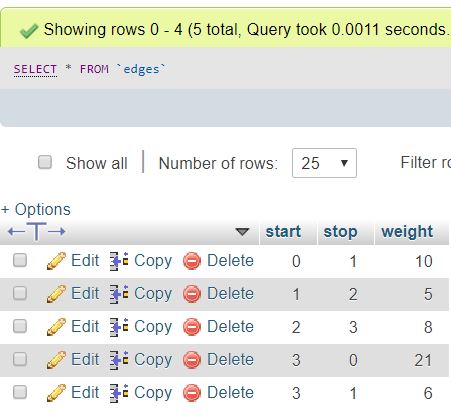 Showing rows 0 - 4 (5 total, Query took 0.0011 seconds.
SELECT * FROM `edges`
Show all | Number of rows: 25 Filter ro
+ Options
←T→ start stop weight
Edit Copy Delete 0 1 10
Edit Copy Delete 1 2 5
Edit Copy Delete 2 3 8
Edit Copy Delete 3 0 21
Edit Copy Delete 3 1 6